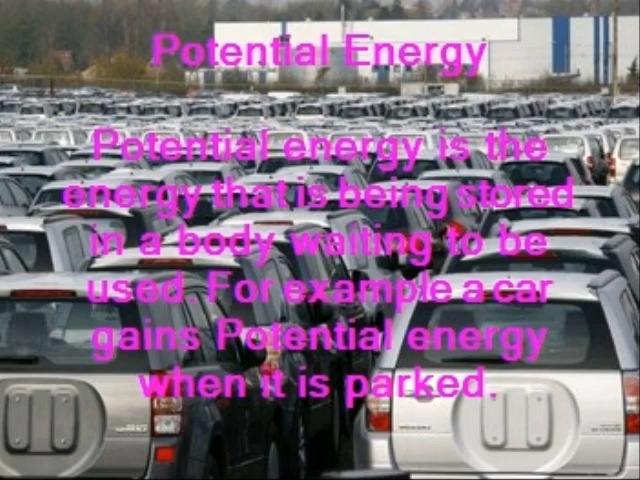 Potential Energy
Potential energy is the
energy that is being stored
in a body waiting to be
used. For example a car
gains Potential energy
when it is parked.